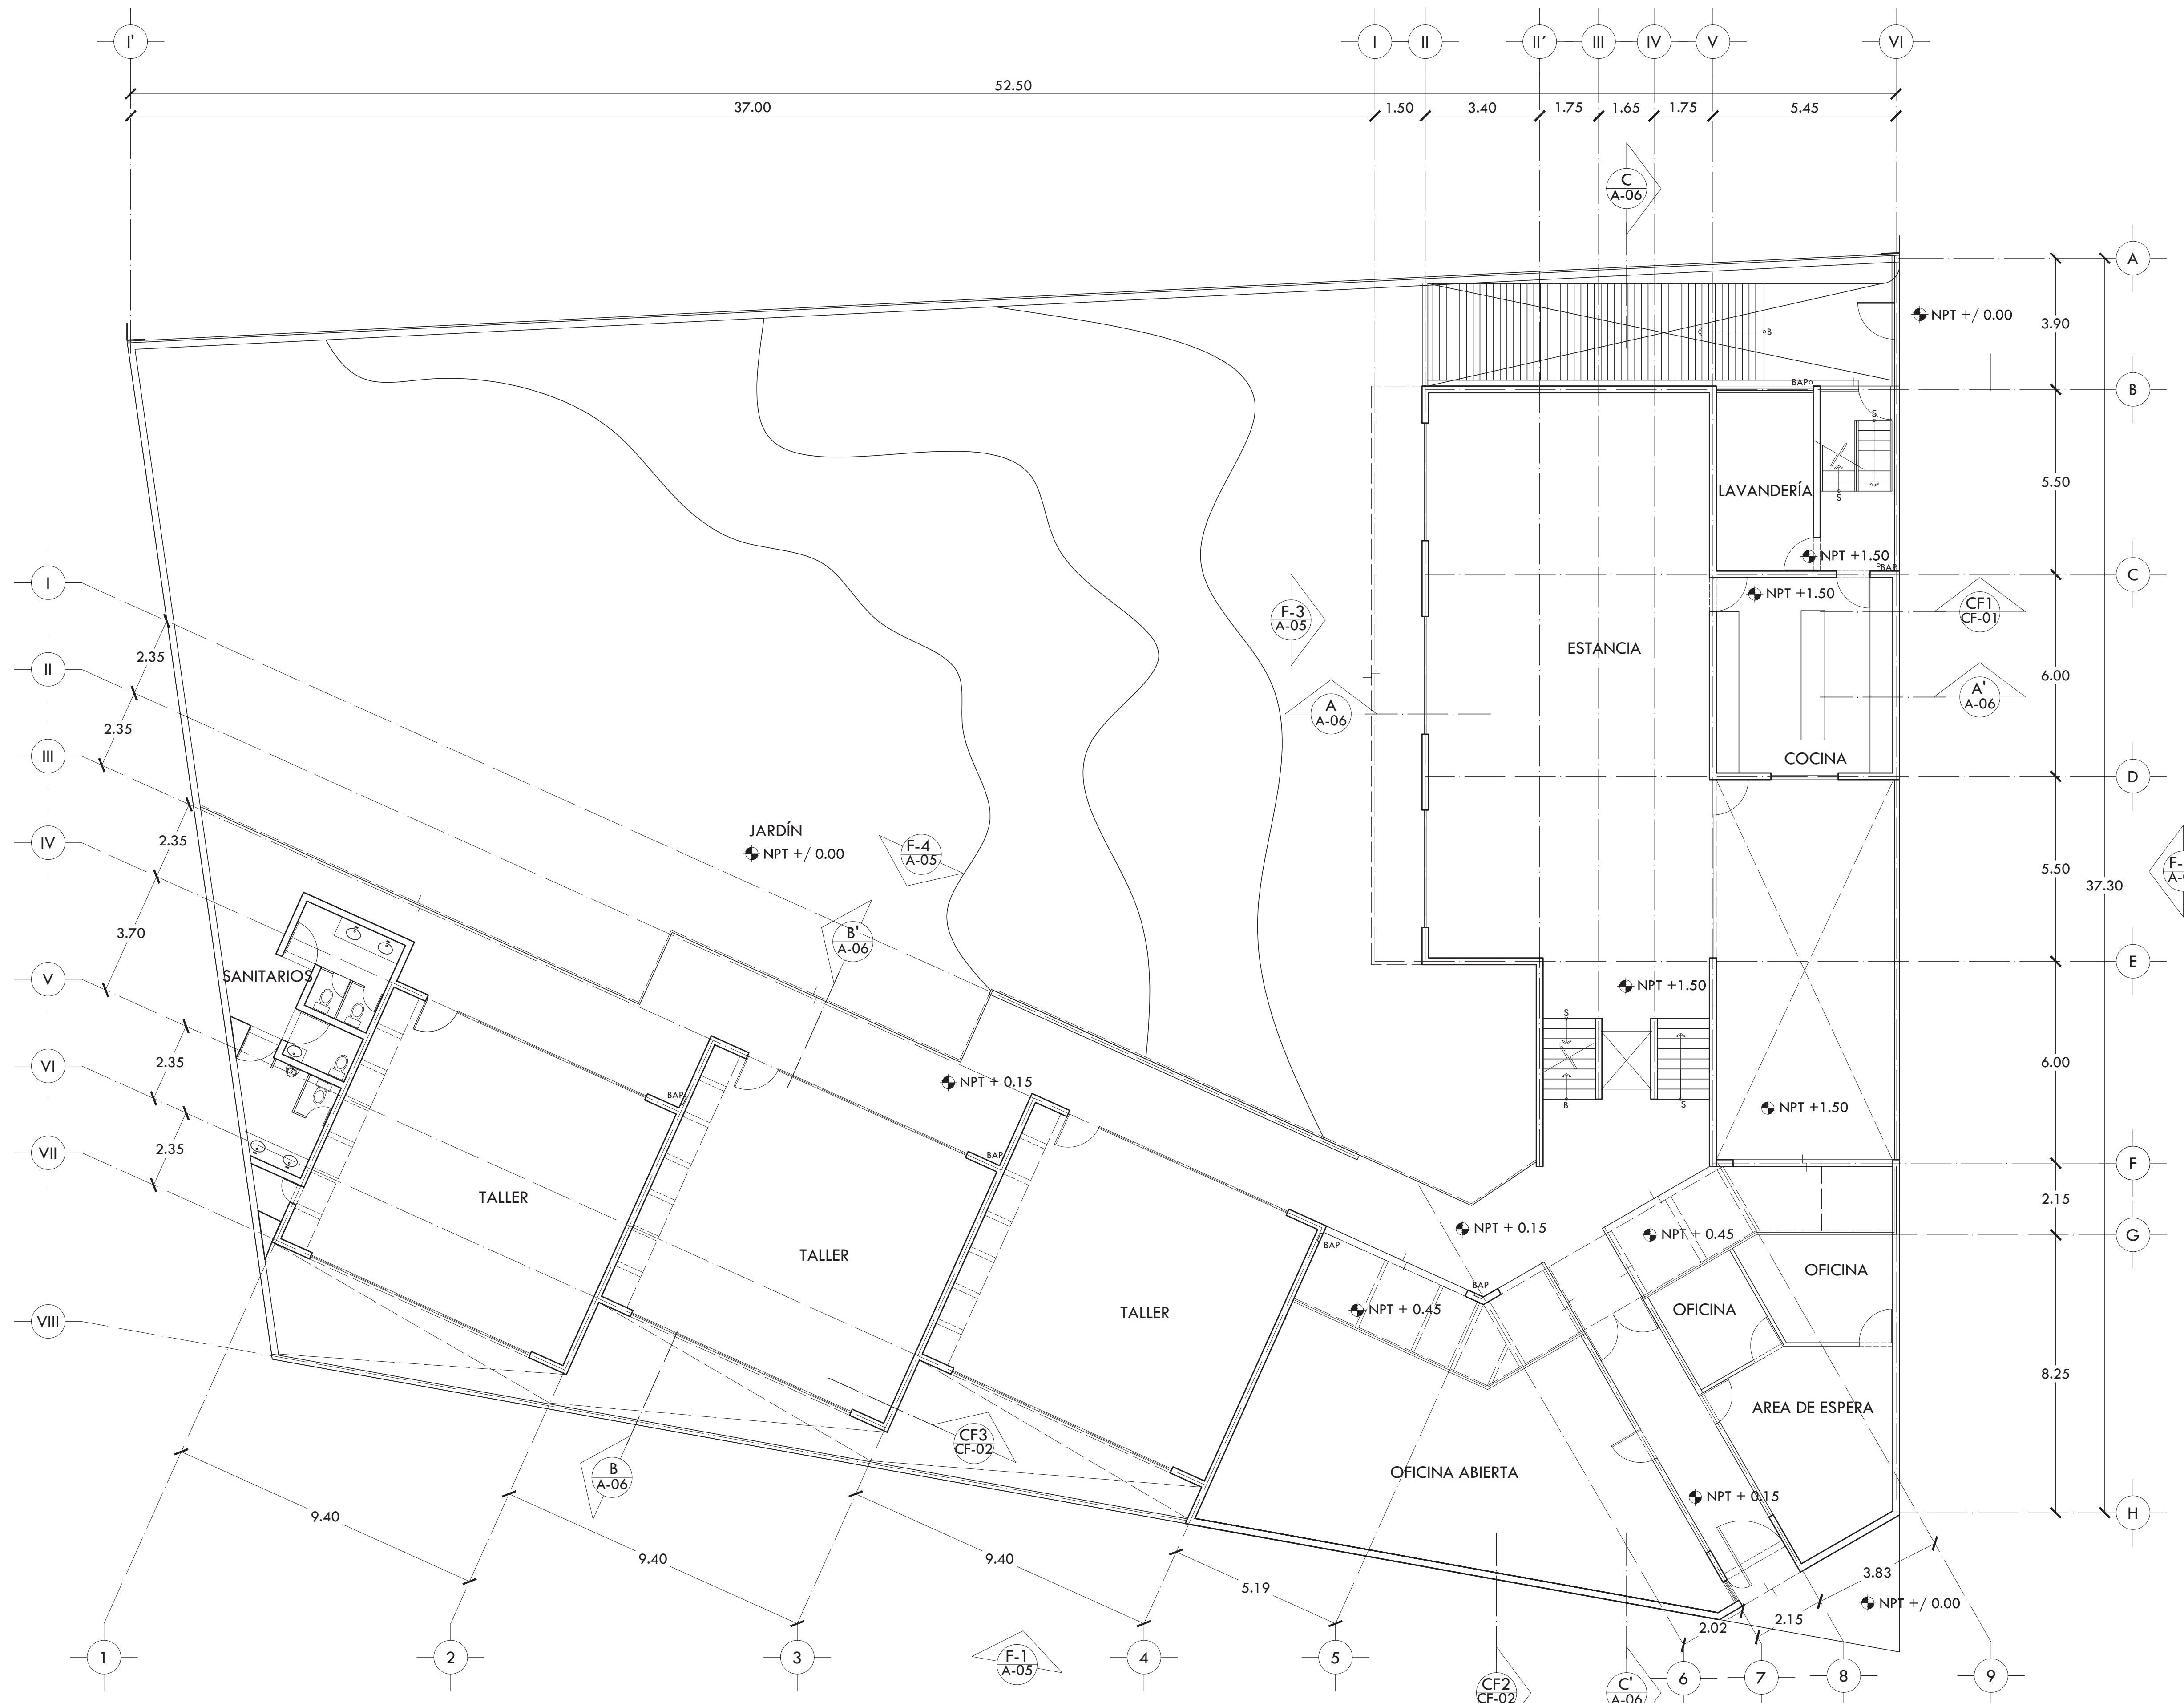 I'
I
II
II´
III
IV
V
VI
52.50
37.00
1.50
3.40
1.75
1.65
1.75
5.45
C
A-06
A
NPT +/ 0.00
3.90
B
BAP
B
S
S
5.50
LAVANDERÍA
NPT +1.50
BAP
C
I
NPT +1.50
CF1
CF-01
F-3
A-05
ESTANCIA
2.35
II
6.00
A'
A-06
A
A-06
2.35
III
COCINA
D
JARDÍN
NPT +/ 0.00
F-4
A-05
2.35
IV
5.50
37.30
F-
A-
3.70
B'
A-06
SANITARIOS
V
E
NPT +1.50
S
2.35
VI
NPT + 0.15
BAP
6.00
B
S
NPT +1.50
2.35
VII
BAP
F
TALLER
2.15
NPT + 0.15
NPT + 0.45
G
BAP
TALLER
OFICINA
BAP
NPT + 0.45
OFICINA
TALLER
VIII
8.25
AREA DE ESPERA
CF3
CF-02
B
A-06
OFICINA ABIERTA
NPT + 0.15
H
9.40
9.40
9.40
5.19
3.83
NPT +/ 0.00
2.15
2.02
1
2
3
F-1
A-05
4
5
CF2
CF-02
C'
A-06
6
7
8
9